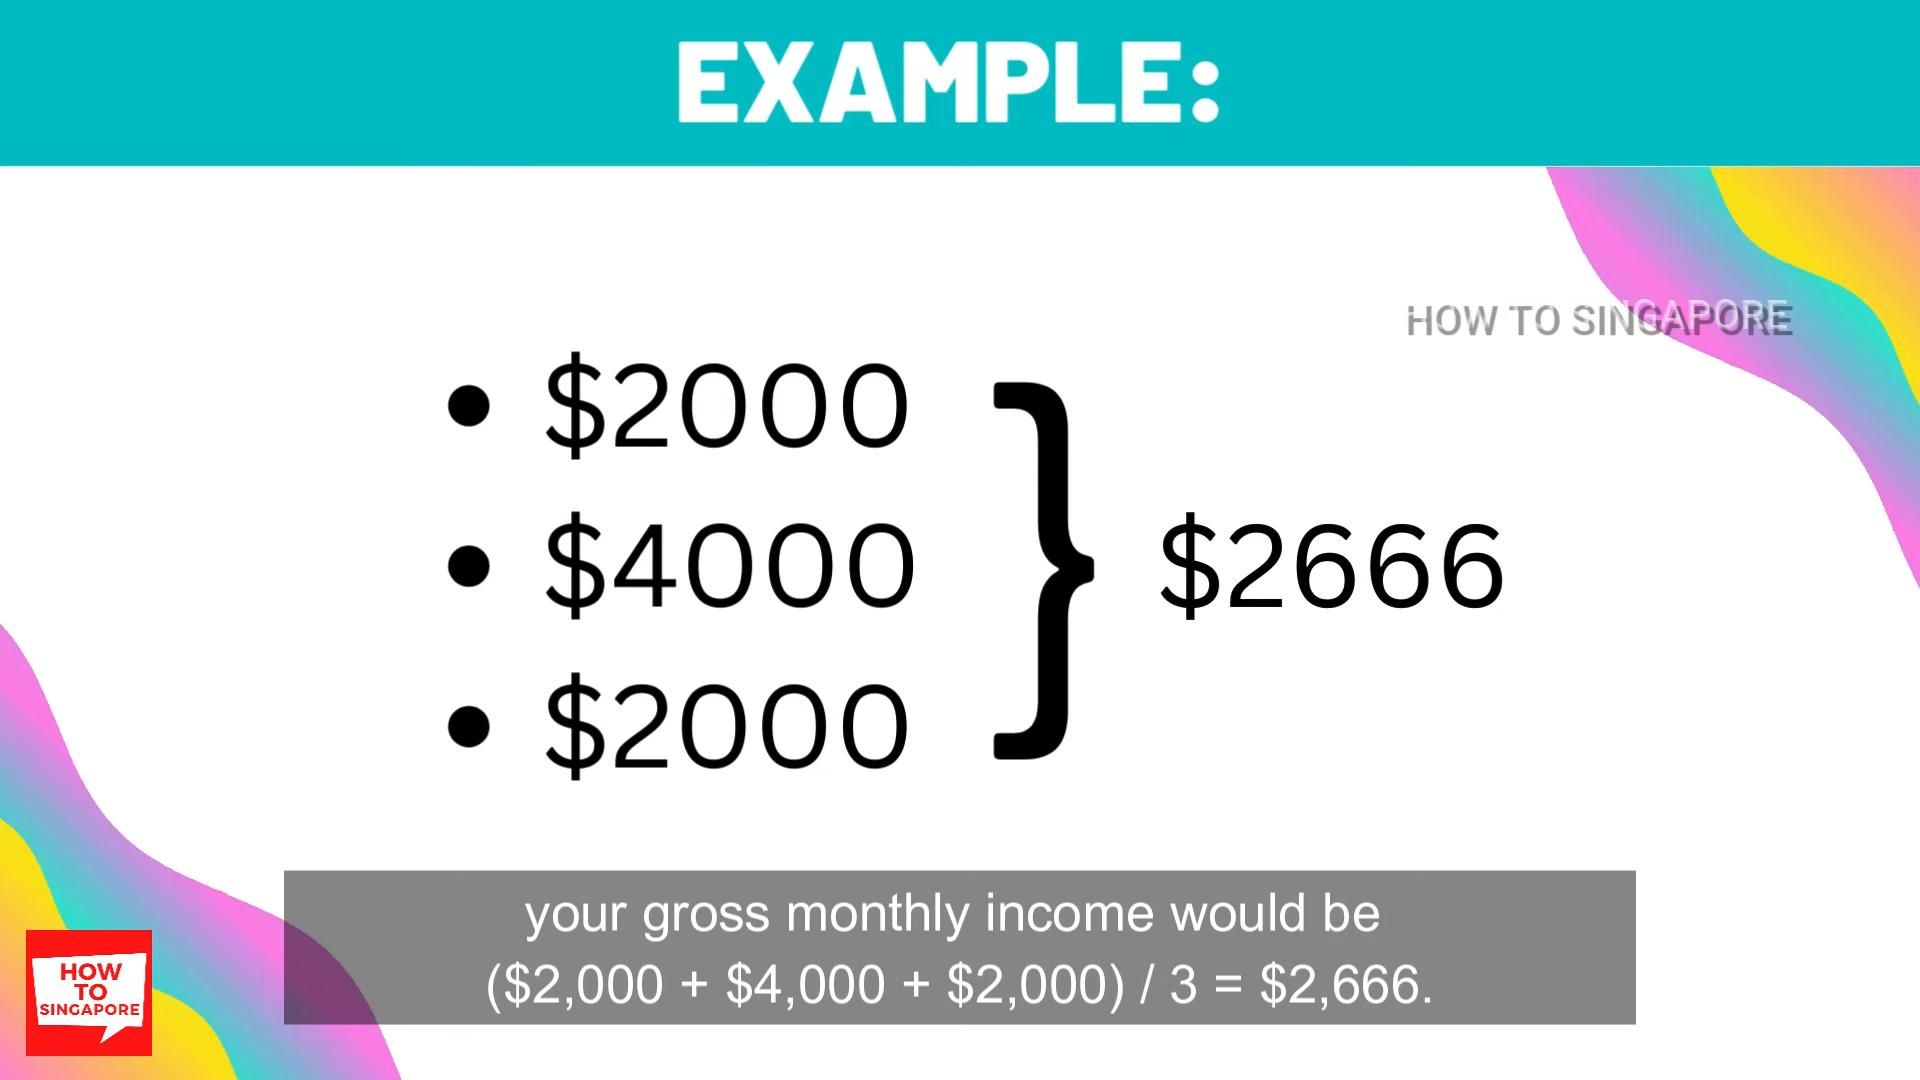 EXAMPLE:
HOW TO SINGAPORE
• $2000
• $4000
• $2000
} $2666
your gross monthly income would be
($2,000 + $4,000 + $2,000) / 3 = $2,666.
HOW
TO
SINGAPORE